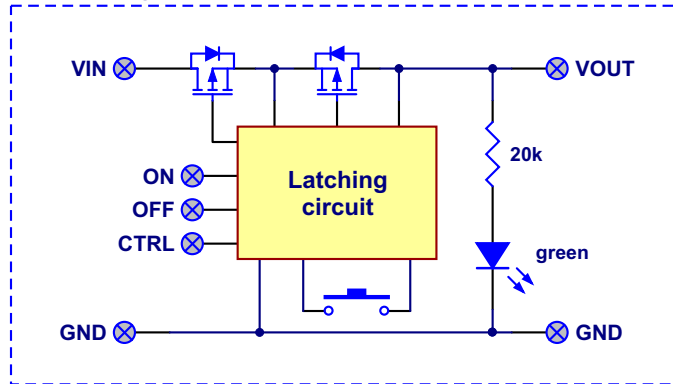 VIN
VOUT
20k
ON
OFF
CTRL
Latching
circuit
green
GND
GND